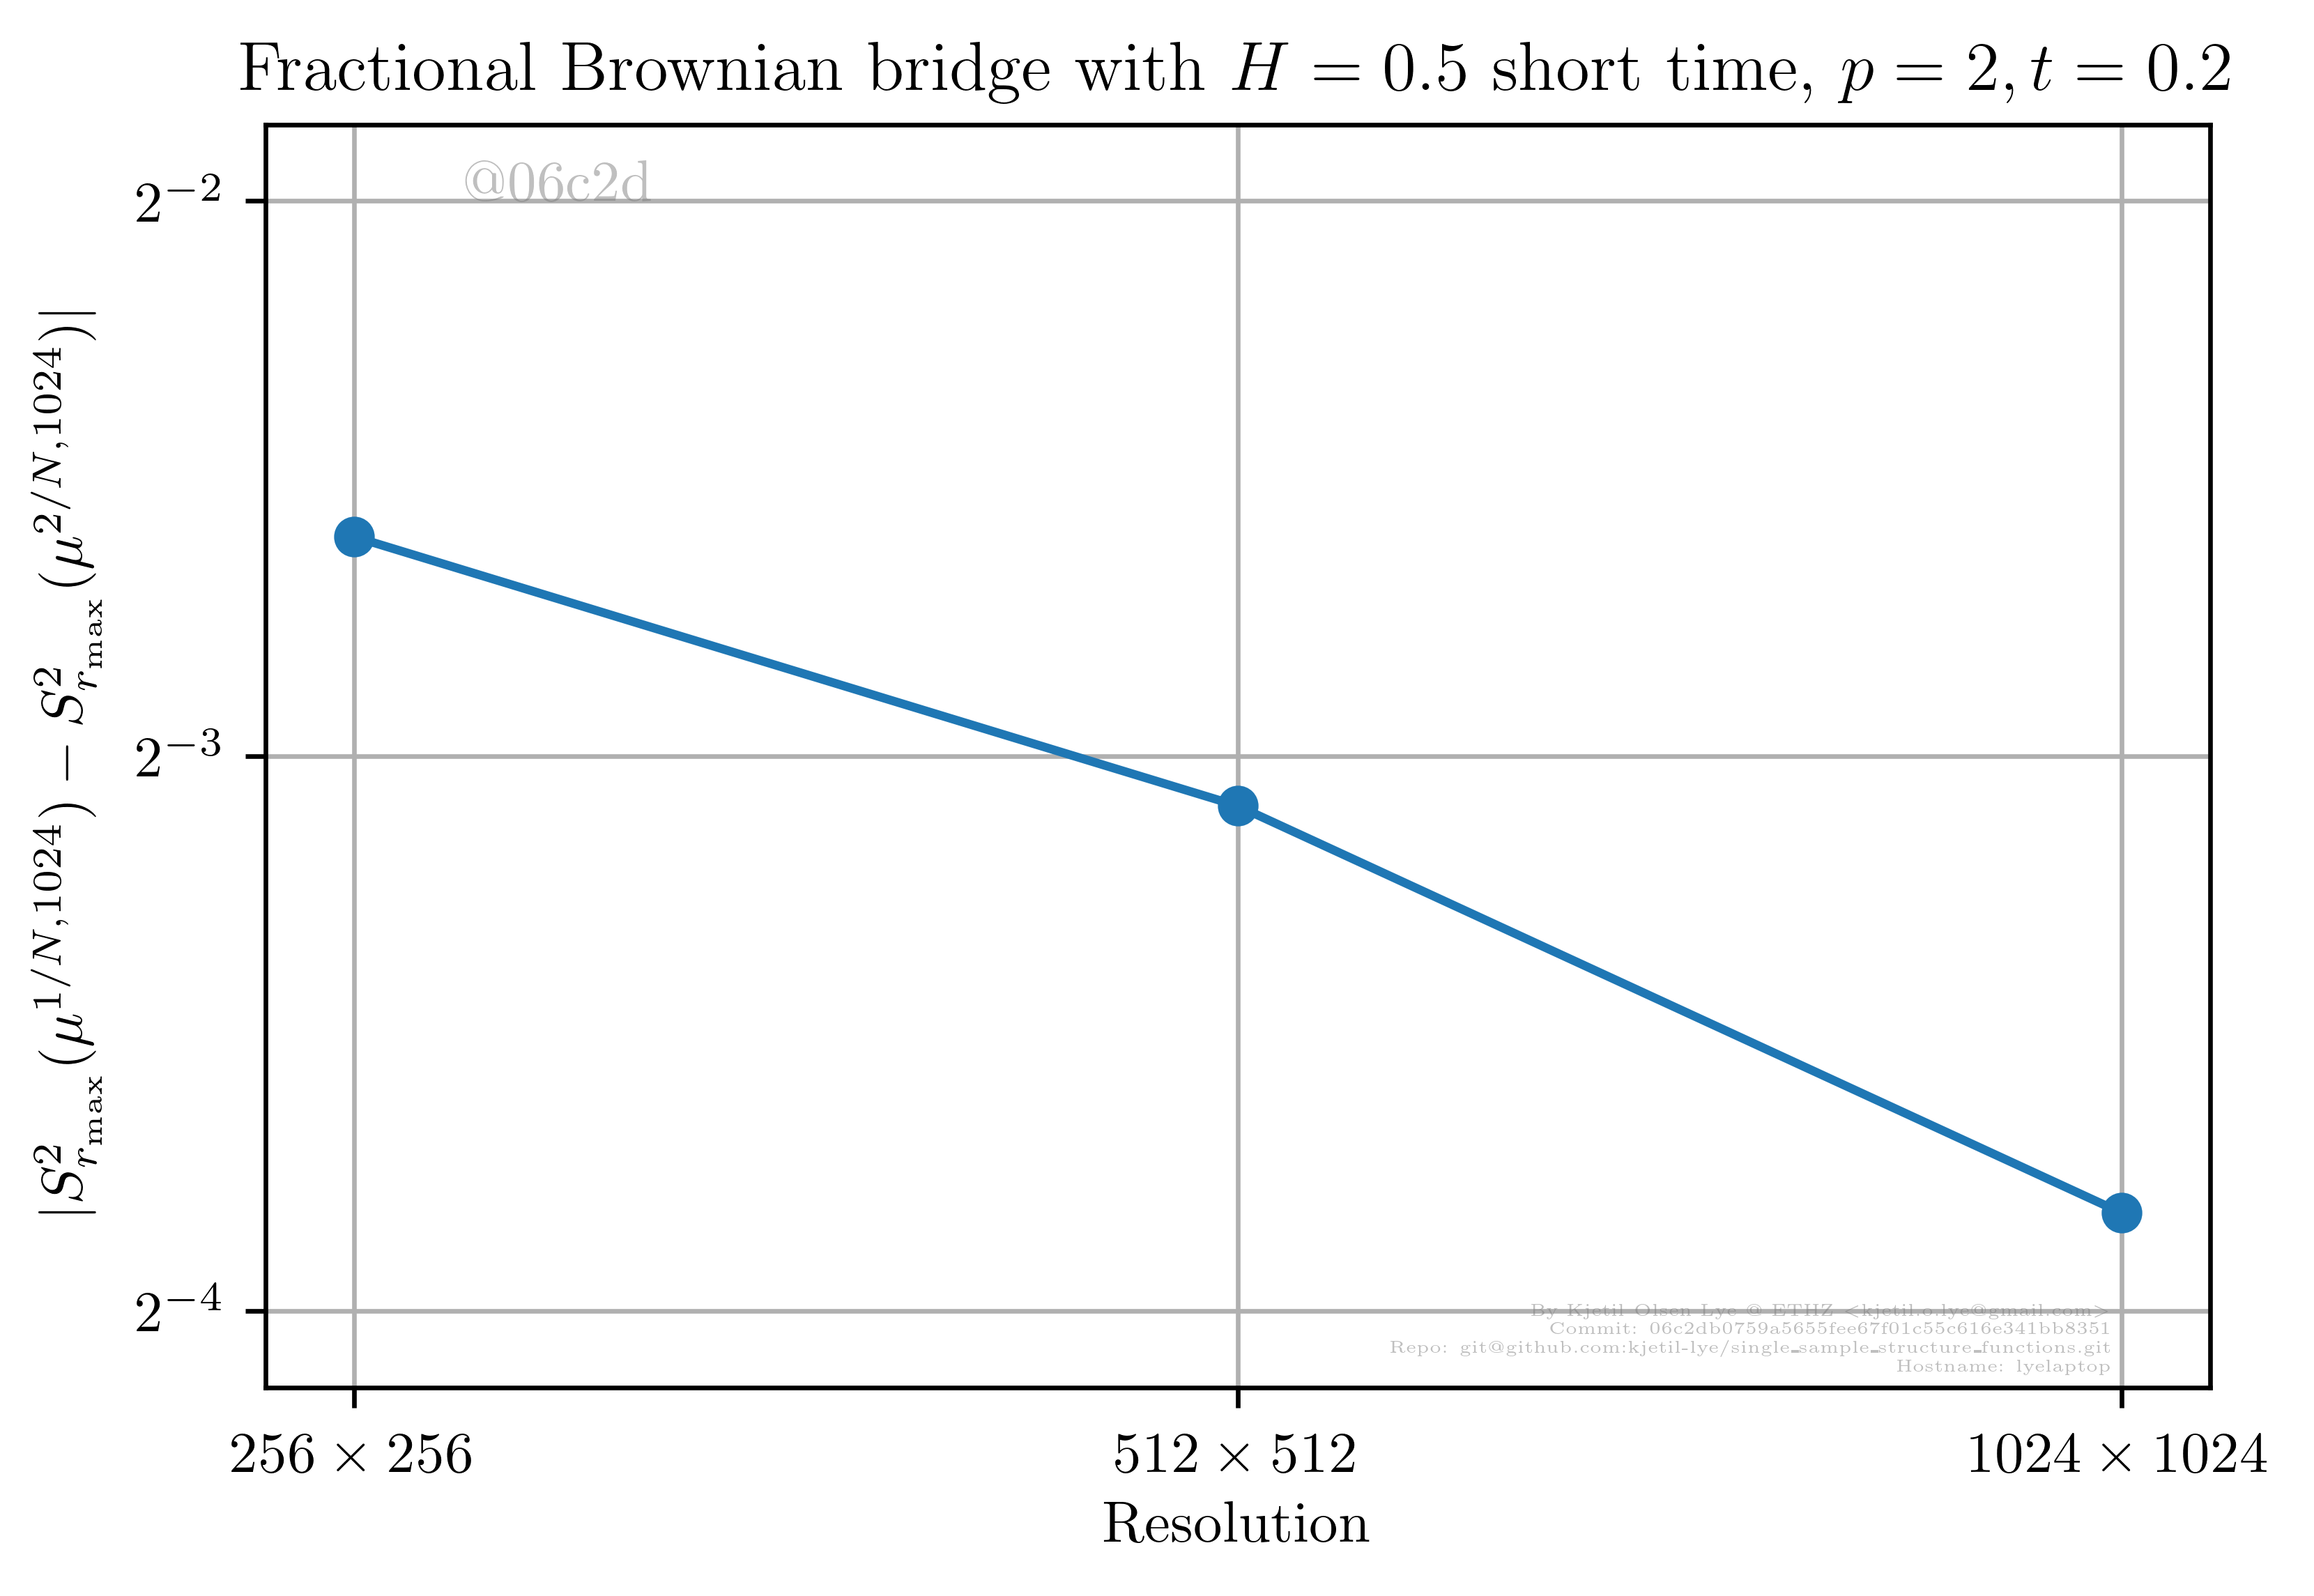 Fractional Brownian bridge with H = 0.5 short time, p = 2, t = 0.2
@06c2d
2⁻²
2⁻³
2⁻⁴
|S²_{r_max}(μ^{1/N,1024}) − S²_{r_max}(μ^{2/N,1024})|
By Kjetil Olsen Lye @ ETHZ <kjetil.o.lye@gmail.com>
Commit: 06c2db0759a5655fee67f01c55c616e341bb8351
Repo: git@github.com:kjetil-lye/single_sample_structure_functions.git
Hostname: lyelaptop
256 × 256
512 × 512
1024 × 1024
Resolution